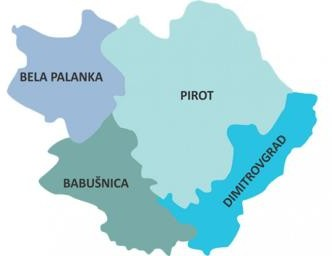 BELA PALANKA
PIROT
DIMITROVGRAD
BABUŠNICA